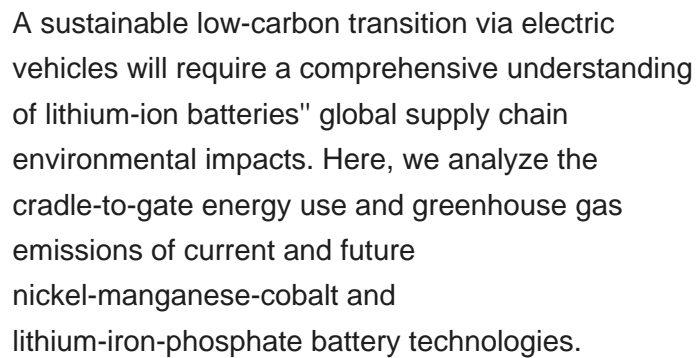 A sustainable low-carbon transition via electric
vehicles will require a comprehensive understanding
of lithium-ion batteries'' global supply chain
environmental impacts. Here, we analyze the
cradle-to-gate energy use and greenhouse gas
emissions of current and future
nickel-manganese-cobalt and
lithium-iron-phosphate battery technologies.